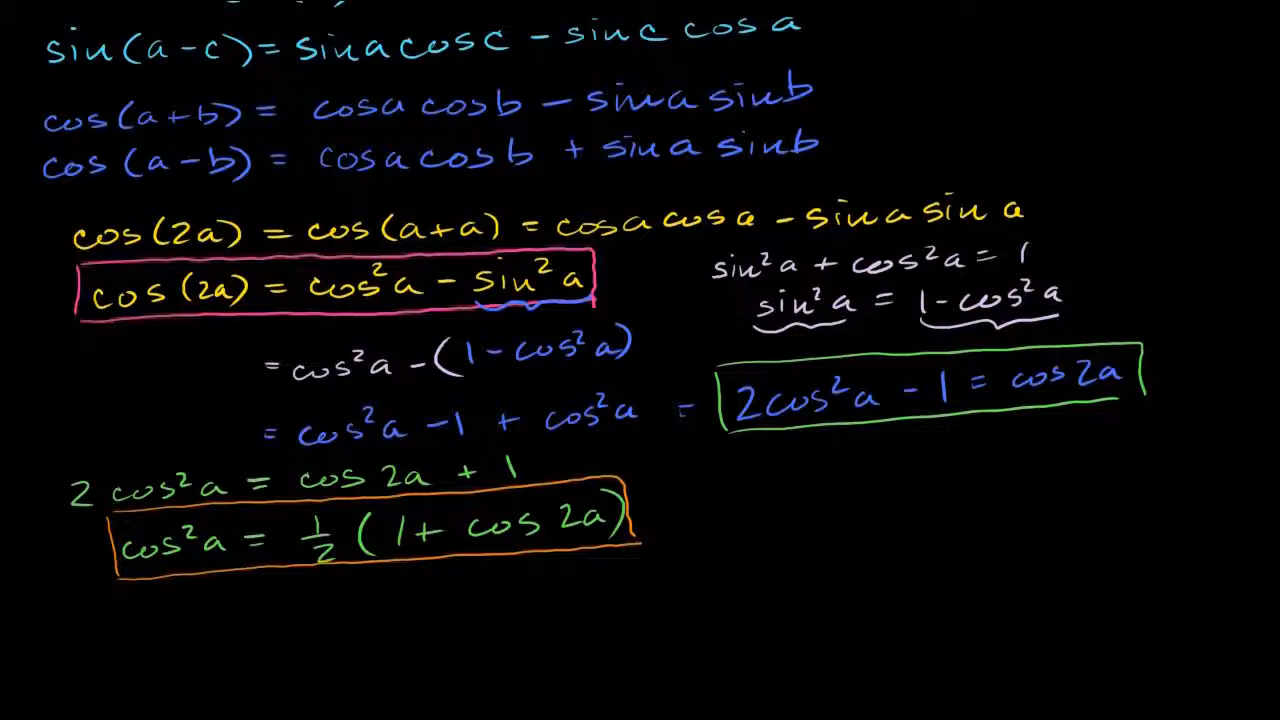 sin(a-c) = sin a cos c - sin c cos a
cos(a+b) = cos a cos b - sin a sin b
cos(a-b) = cos a cos b + sin a sin b
cos(2a) = cos(a+a) = cos a cos a - sin a sin a
cos(2a) = cos²a - sin²a
sin²a + cos²a = 1
sin²a = 1 - cos²a
= cos²a - (1 - cos²a)
= cos²a - 1 + cos²a = 2cos²a - 1 = cos 2a
2 cos²a = cos 2a + 1
cos²a = 1/2 (1 + cos 2a)